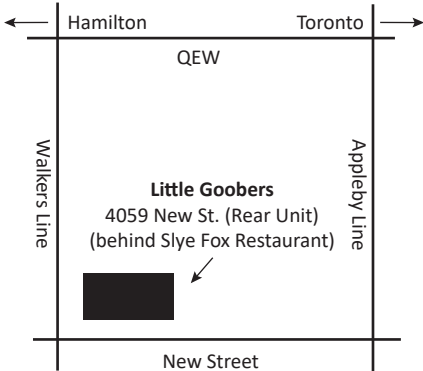 Hamilton
Toronto
QEW
Walkers Line
Appleby Line
Little Goobers
4059 New St. (Rear Unit)
(behind Slye Fox Restaurant)
New Street